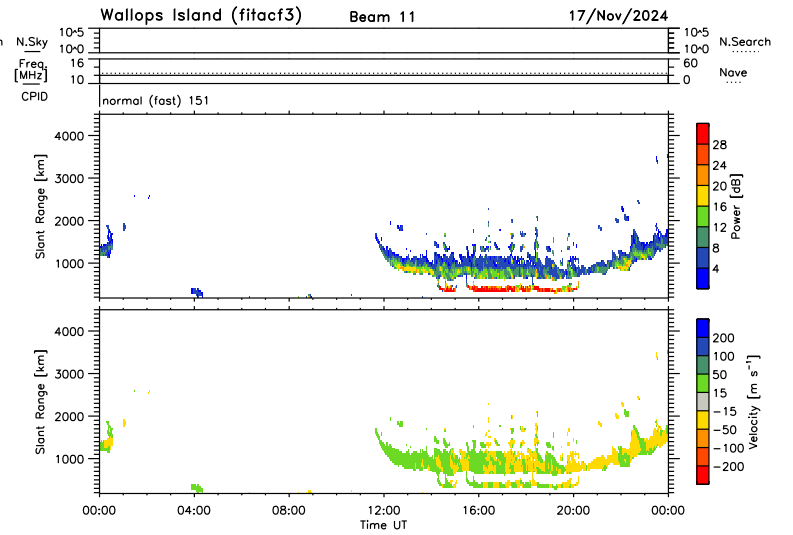 Wallops Island (fitacf3) Beam 11 17/Nov/2024
10^5 10^5
n N.Sky N.Search
10^0 10^0
Freq. 16 60
[MHz] 12 0 Nave
CPID
normal (fast) 151
4000
3000
2000
1000
Slant Range [km]
28
24
20
16
12
8
4
Power [dB]
4000
3000
2000
1000
Slant Range [km]
200
100
50
15
-15
-50
-100
-200
Velocity [m s^-1]
00:00 04:00 08:00 12:00 16:00 20:00 00:00
Time UT